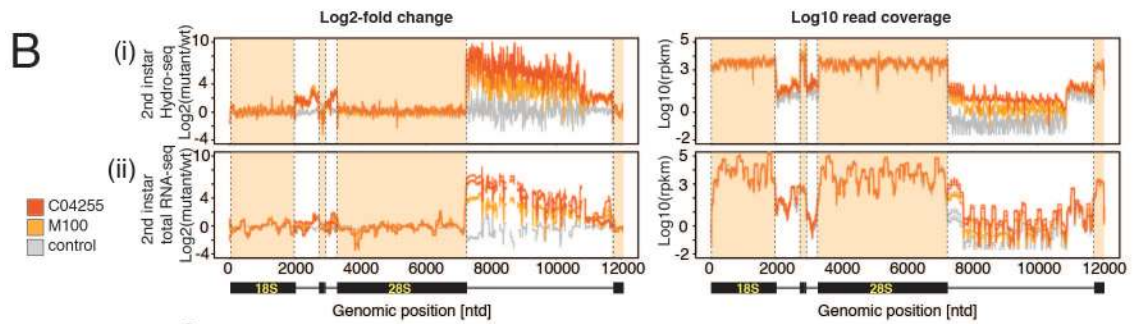 B
Log2-fold change
Log10 read coverage
(i)
2nd instar
Hydro-seq
Log2(mutant/wt)
10
8
4
0
-4
Log10(rpkm)
5
3
0
-2
(ii)
2nd instar
total RNA-seq
Log2(mutant/wt)
10
8
4
0
-4
Log10(rpkm)
5
3
0
-2
C04255
M100
control
0 2000 4000 6000 8000 10000 12000
0 2000 4000 6000 8000 10000 12000
18S 28S
18S 28S
Genomic position [ntd]
Genomic position [ntd]